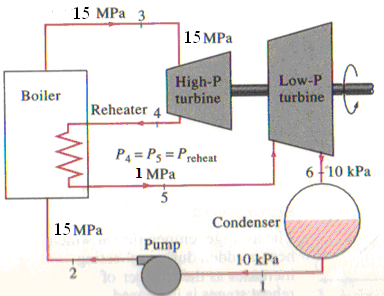 15 MPa 3
15 MPa
High-P
turbine
Low-P
turbine
Boiler
Reheater 4
P4 = P5 = Preheat
1 MPa
5
6 10 kPa
15 MPa
Condenser
Pump
2
10 kPa
1